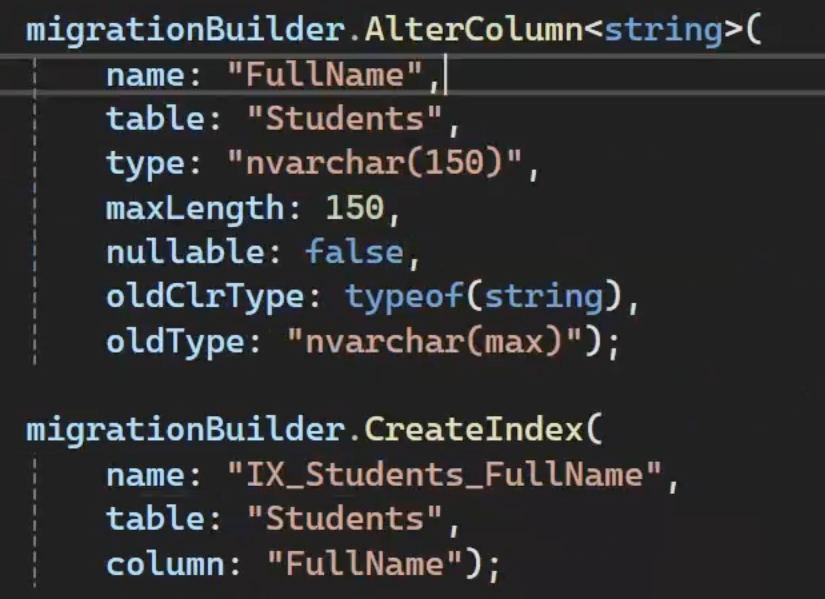 migrationBuilder.AlterColumn<string>(
name: "FullName",
table: "Students",
type: "nvarchar(150)",
maxLength: 150,
nullable: false,
oldClrType: typeof(string),
oldType: "nvarchar(max)");
migrationBuilder.CreateIndex(
name: "IX_Students_FullName",
table: "Students",
column: "FullName");